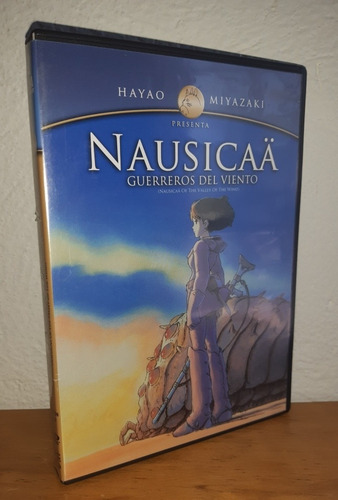 HAYAO MIYAZAKI
PRESENTA
NAUSICAÄ
GUERREROS DEL VIENTO
(NAUSICAÄ OF THE VALLEY OF THE WIND)